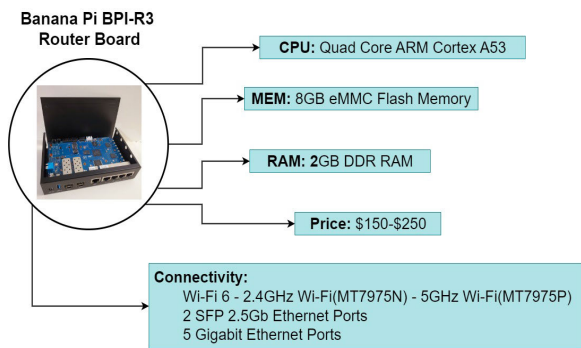 Banana Pi BPI-R3
Router Board
CPU: Quad Core ARM Cortex A53
MEM: 8GB eMMC Flash Memory
RAM: 2GB DDR RAM
Price: $150-$250
Connectivity:
Wi-Fi 6 - 2.4GHz Wi-Fi(MT7975N) - 5GHz Wi-Fi(MT7975P)
2 SFP 2.5Gb Ethernet Ports
5 Gigabit Ethernet Ports